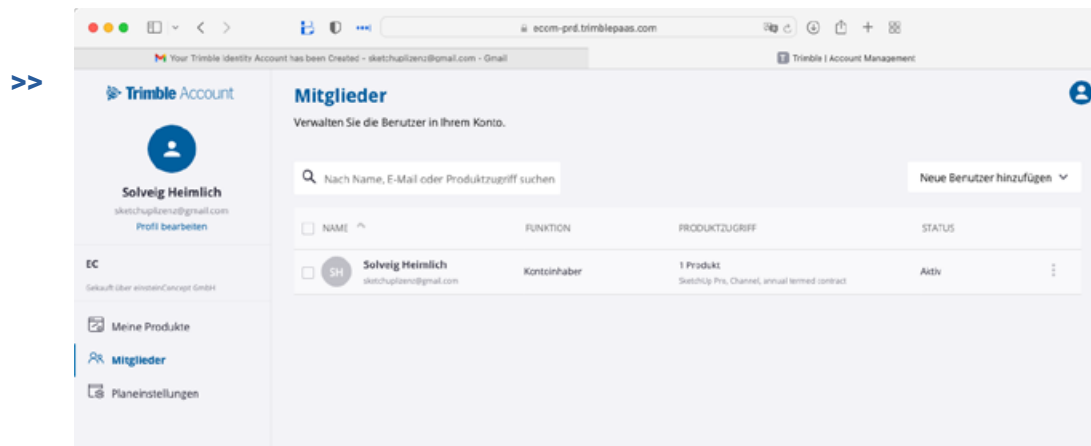 eccm-prd.trimblepaas.com
Your Trimble Identity Account has been Created - sketchuplizenz@gmail.com - Gmail
Trimble | Account Management
>>
Trimble Account
Solveig Heimlich
sketchuplizenz@gmail.com
Profil bearbeiten
EC
Gekauft über einsteinConcept GmbH
Meine Produkte
Mitglieder
Planeinstellungen
Mitglieder
Verwalten Sie die Benutzer in Ihrem Konto.
Nach Name, E-Mail oder Produktzugriff suchen
Neue Benutzer hinzufügen
NAME FUNKTION PRODUKTZUGRIFF STATUS
SH Solveig Heimlich Kontoinhaber 1 Produkt Aktiv
sketchuplizenz@gmail.com SketchUp Pro, Channel, annual termed contract